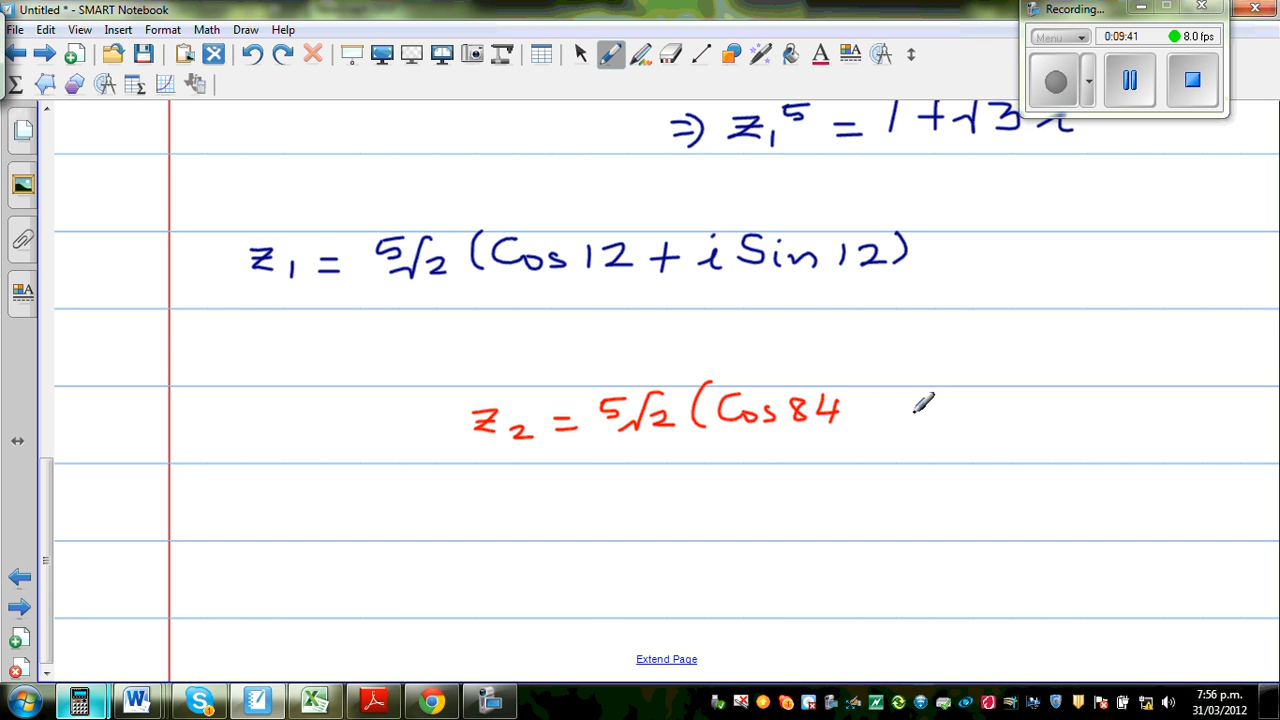 Untitled * - SMART Notebook
Recording...
File Edit View Insert Format Math Draw Help
Menu 0:09:41 8.0 fps
⇒ z₁⁵ = 1 + √3 i
z₁ = ⁵√2 (Cos 12 + i Sin 12)
z₂ = ⁵√2 (Cos 84
Extend Page
7:56 p.m.
31/03/2012